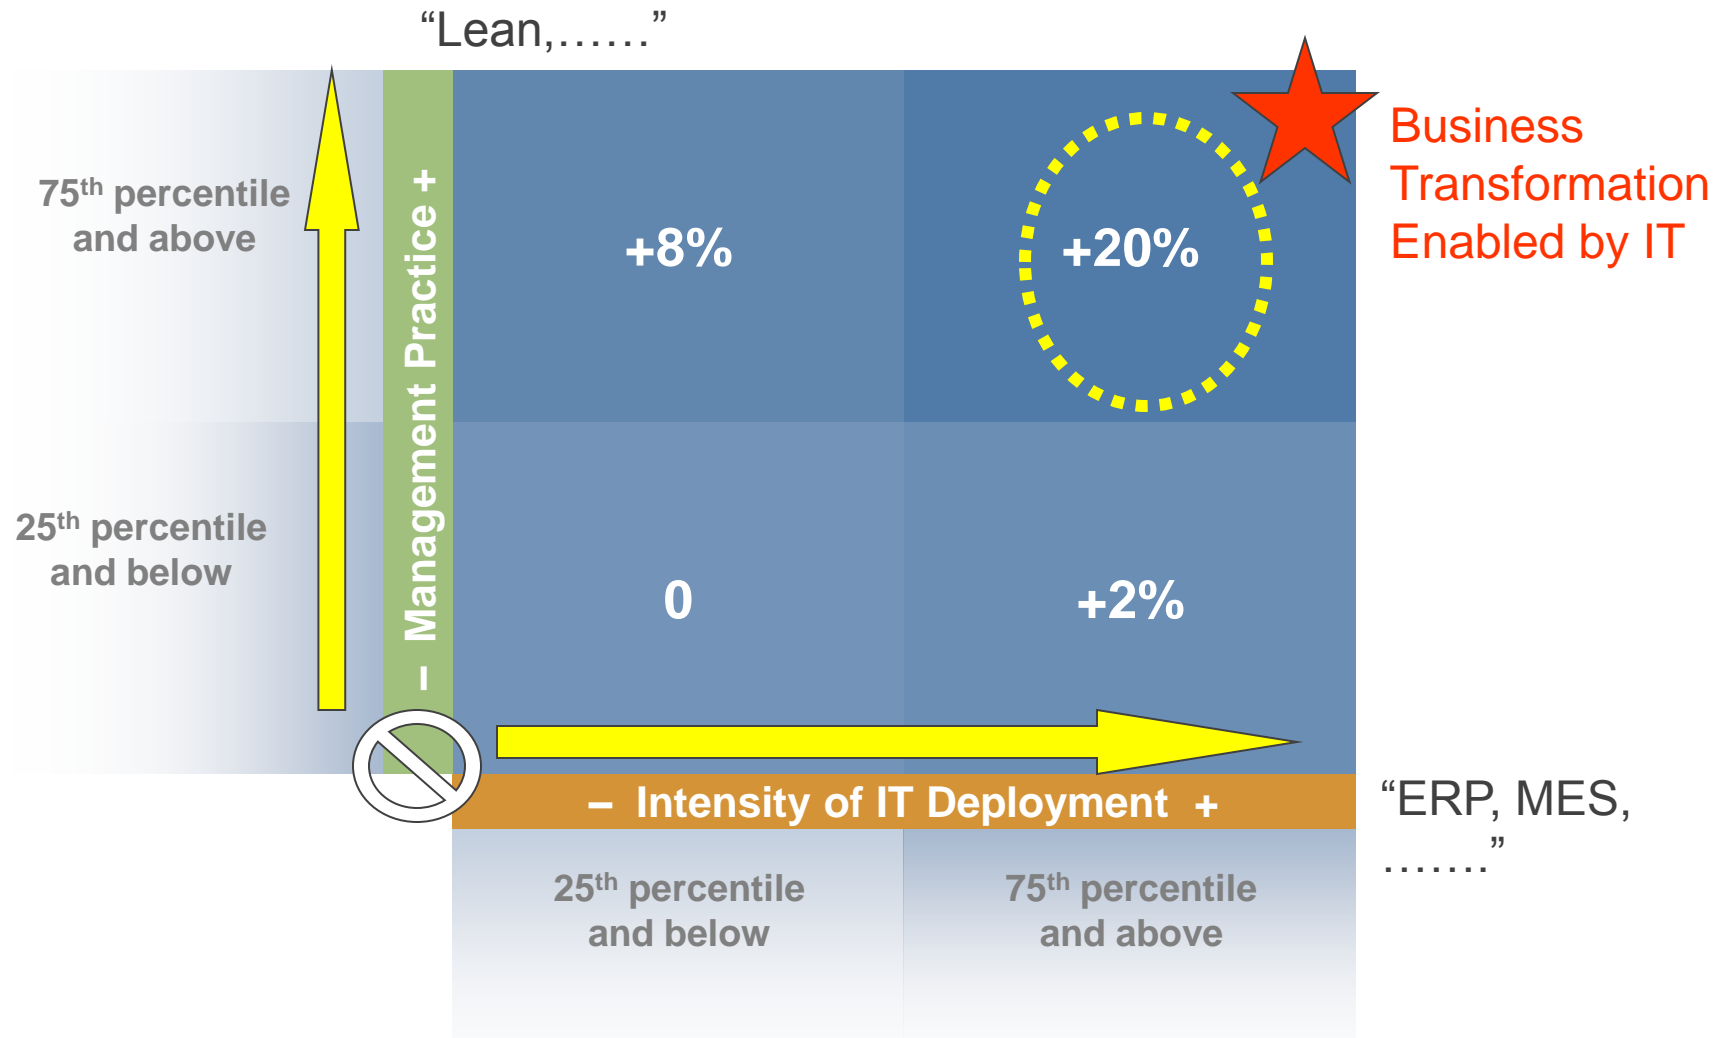 “Lean,……”
Business
Transformation
Enabled by IT
75th percentile
and above
– Management Practice +
+8%
+20%
25th percentile
and below
0
+2%
– Intensity of IT Deployment +
“ERP, MES,
…….”
25th percentile
and below
75th percentile
and above